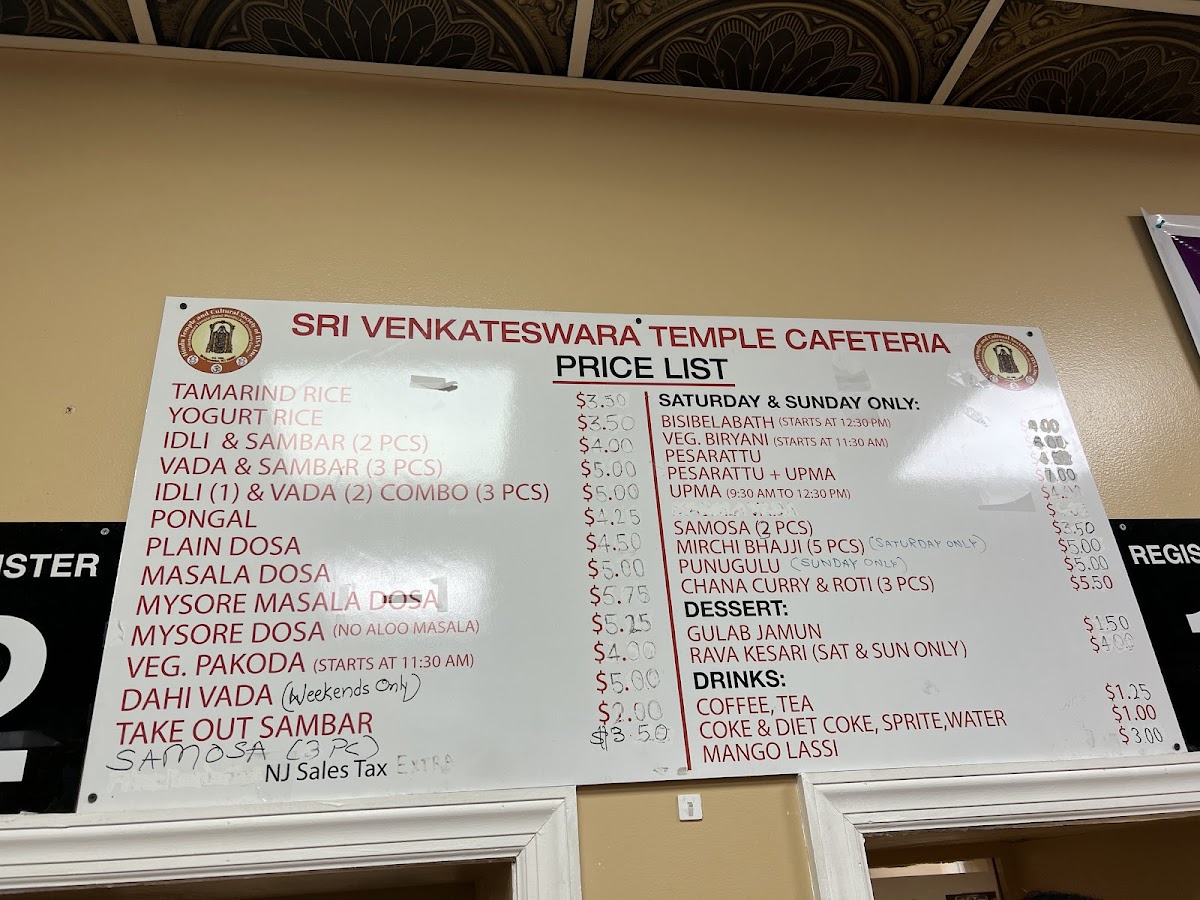 SRI VENKATESWARA TEMPLE CAFETERIA
PRICE LIST
TAMARIND RICE $3.50
YOGURT RICE $3.50
IDLI & SAMBAR (2 PCS) $4.00
VADA & SAMBAR (3 PCS) $5.00
IDLI (1) & VADA (2) COMBO (3 PCS) $5.00
PONGAL $4.25
PLAIN DOSA $4.50
MASALA DOSA $5.00
MYSORE MASALA DOSA $5.75
MYSORE DOSA (NO ALOO MASALA) $5.25
VEG. PAKODA (STARTS AT 11:30 AM) $4.00
DAHI VADA (Weekends Only) $5.00
TAKE OUT SAMBAR $2.00
SAMOSA (3 PC) $3.50
NJ Sales Tax EXTRA
SATURDAY & SUNDAY ONLY:
BISIBELABATH (STARTS AT 12:30 PM) 4.00
VEG. BIRYANI (STARTS AT 11:30 AM)
PESARATTU
PESARATTU + UPMA 7.00
UPMA (9:30 AM TO 12:30 PM)
SAMOSA (2 PCS) $3.50
MIRCHI BHAJJI (5 PCS) (SATURDAY ONLY) $5.00
PUNUGULU (SUNDAY ONLY) $5.00
CHANA CURRY & ROTI (3 PCS) $5.50
DESSERT:
GULAB JAMUN $1.50
RAVA KESARI (SAT & SUN ONLY) $4.00
DRINKS:
COFFEE, TEA $1.25
COKE & DIET COKE, SPRITE,WATER $1.00
MANGO LASSI $3.00